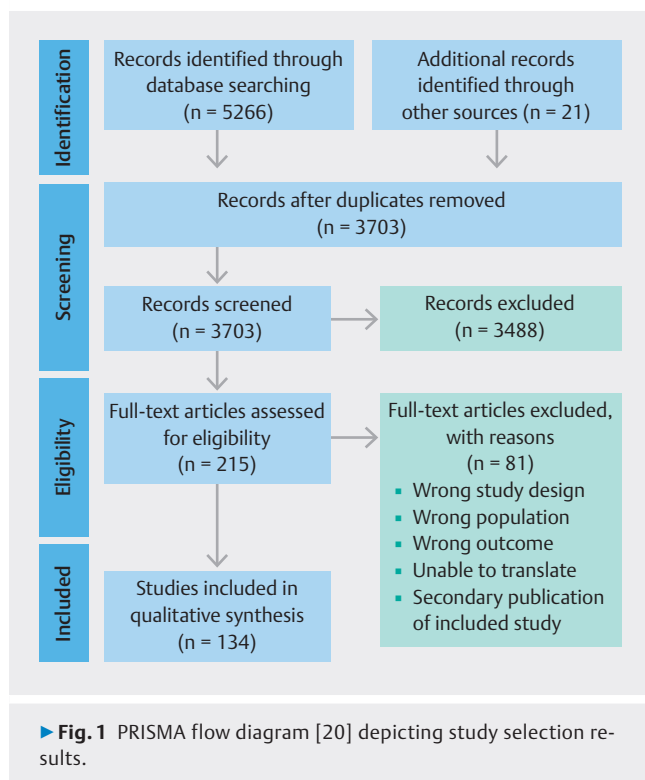 Identification
Records identified through
database searching
(n = 5266)
Additional records
identified through
other sources (n = 21)
Screening
Records after duplicates removed
(n = 3703)
Records screened
(n = 3703)
Records excluded
(n = 3488)
Eligibility
Full-text articles assessed
for eligibility
(n = 215)
Full-text articles excluded,
with reasons
(n = 81)
▪ Wrong study design
▪ Wrong population
▪ Wrong outcome
▪ Unable to translate
▪ Secondary publication
of included study
Included
Studies included in
qualitative synthesis
(n = 134)
►Fig. 1 PRISMA flow diagram [20] depicting study selection re-
sults.